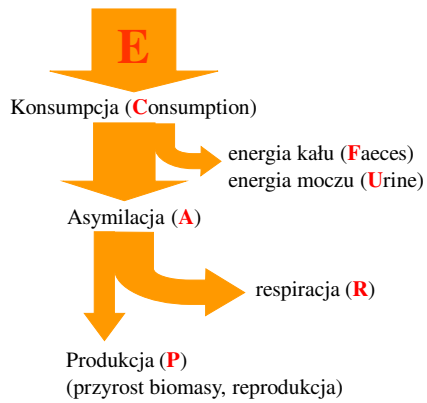 E
Konsumpcja (Consumption)
energia kału (Faeces)
energia moczu (Urine)
Asymilacja (A)
respiracja (R)
Produkcja (P)
(przyrost biomasy, reprodukcja)